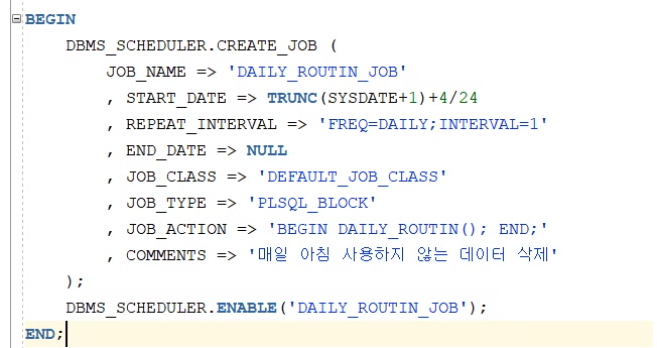 BEGIN
DBMS_SCHEDULER.CREATE_JOB (
JOB_NAME => 'DAILY_ROUTIN_JOB'
, START_DATE => TRUNC(SYSDATE+1)+4/24
, REPEAT_INTERVAL => 'FREQ=DAILY;INTERVAL=1'
, END_DATE => NULL
, JOB_CLASS => 'DEFAULT_JOB_CLASS'
, JOB_TYPE => 'PLSQL_BLOCK'
, JOB_ACTION => 'BEGIN DAILY_ROUTIN(); END;'
, COMMENTS => '매일 아침 사용하지 않는 데이터 삭제'
);
DBMS_SCHEDULER.ENABLE('DAILY_ROUTIN_JOB');
END;